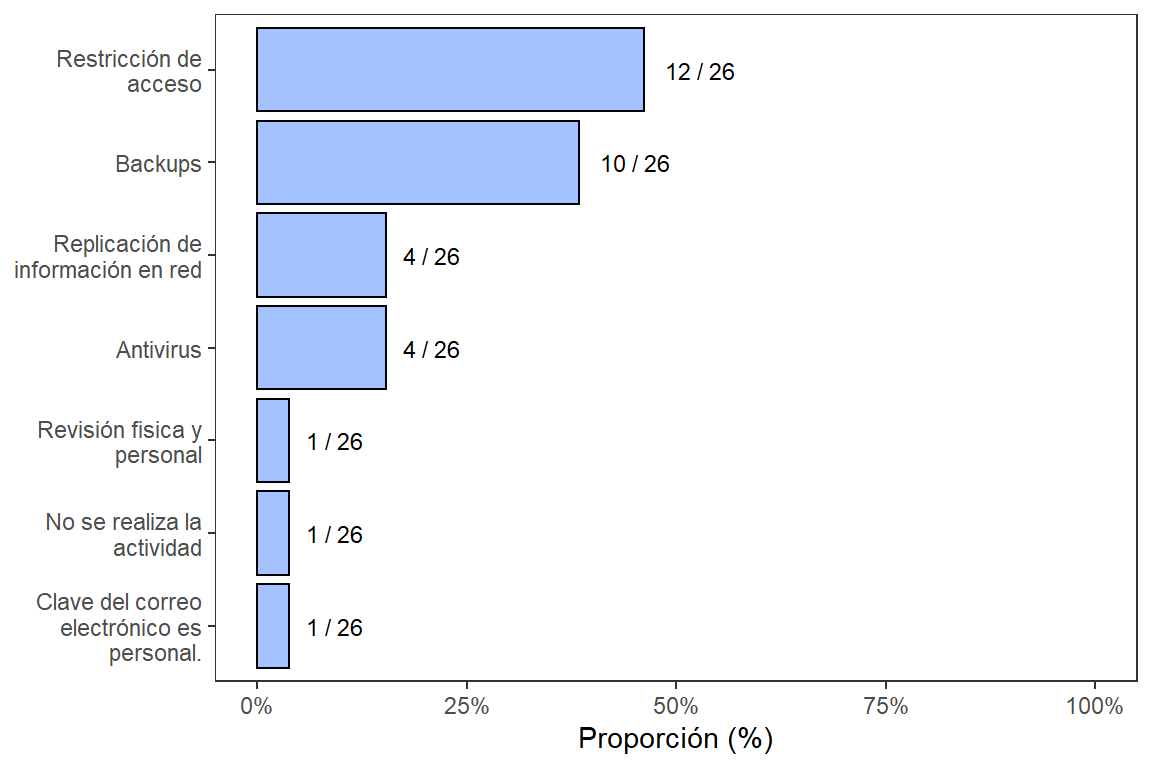 Restricción de
acceso
12 / 26
Backups
10 / 26
Replicación de
información en red
4 / 26
Antivirus
4 / 26
Revisión fisica y
personal
1 / 26
No se realiza la
actividad
1 / 26
Clave del correo
electrónico es
personal.
1 / 26
0%
25%
50%
75%
100%
Proporción (%)